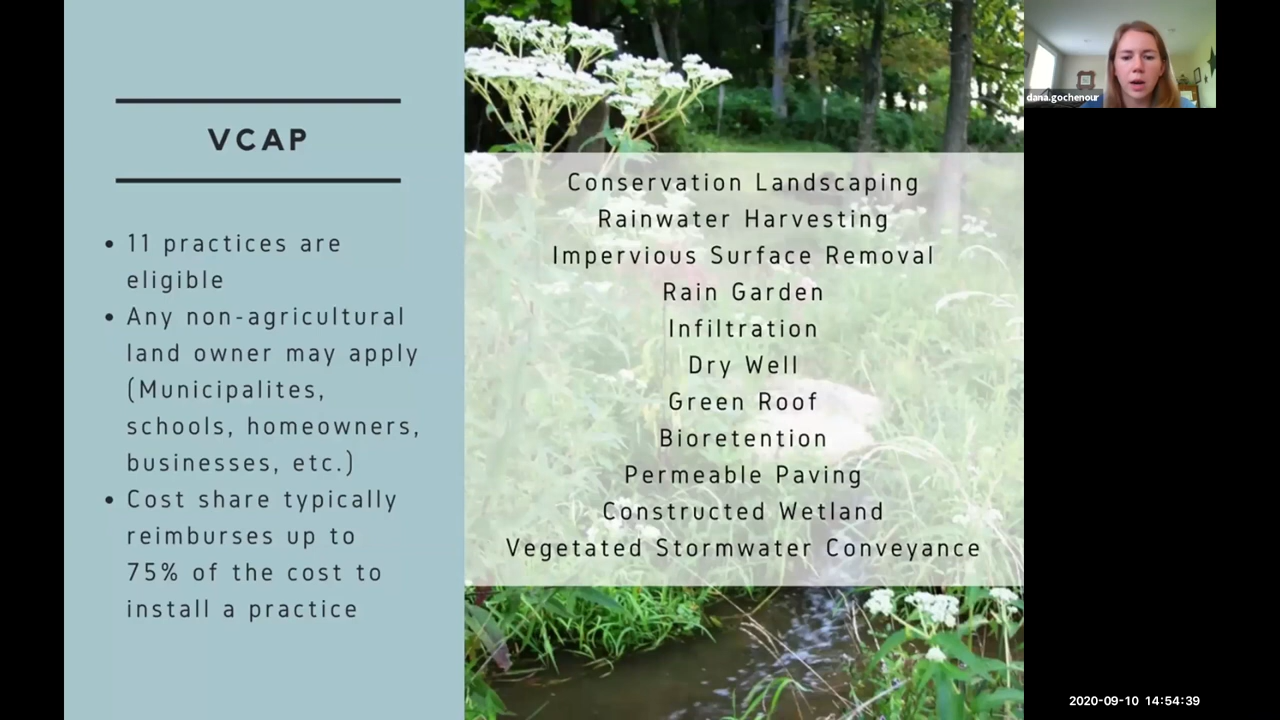 VCAP
• 11 practices are
eligible
• Any non-agricultural
land owner may apply
(Municipalites,
schools, homeowners,
businesses, etc.)
• Cost share typically
reimburses up to
75% of the cost to
install a practice
Conservation Landscaping
Rainwater Harvesting
Impervious Surface Removal
Rain Garden
Infiltration
Dry Well
Green Roof
Bioretention
Permeable Paving
Constructed Wetland
Vegetated Stormwater Conveyance
dana.gochenour
2020-09-10 14:54:39